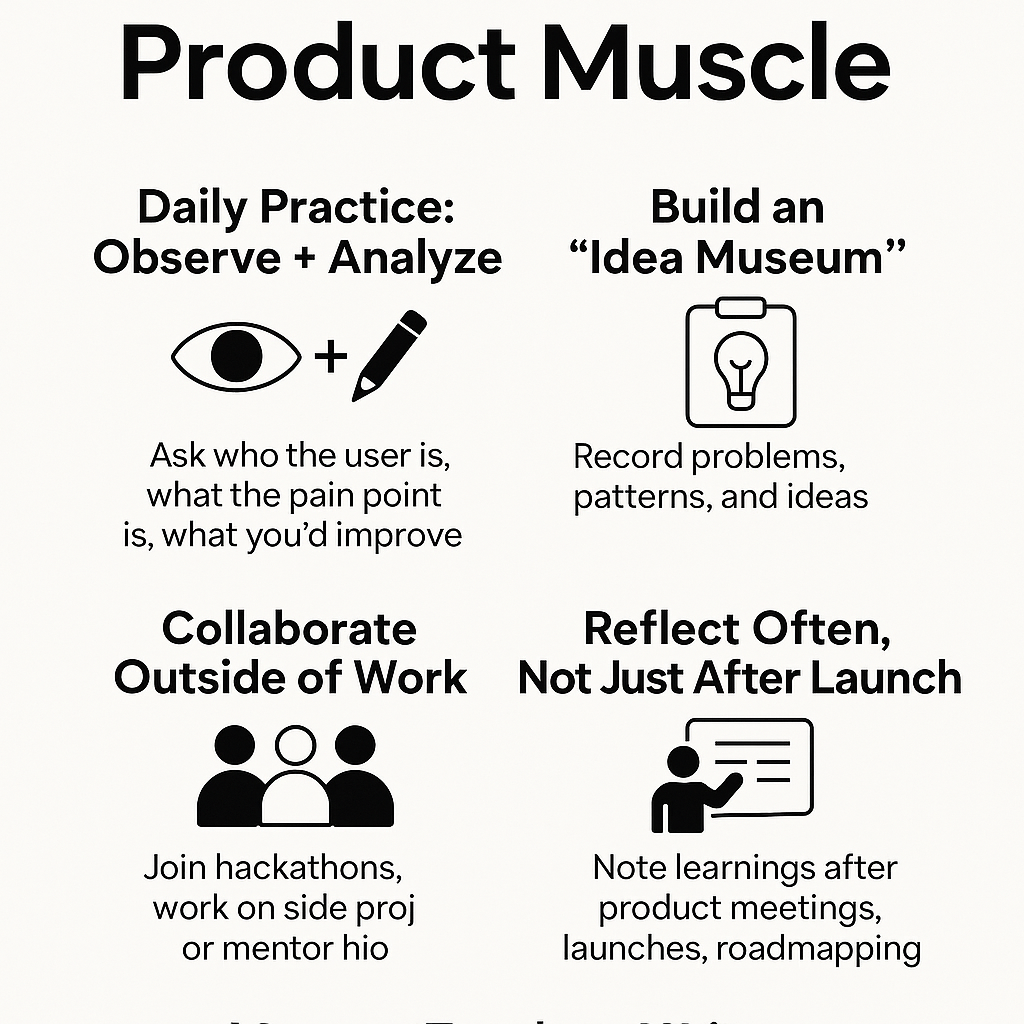 Product Muscle
Daily Practice:
Observe + Analyze
Ask who the user is,
what the pain point
is, what you’d improve
Build an
“Idea Museum”
Record problems,
patterns, and ideas
Collaborate
Outside of Work
Join hackathons,
work on side proj
or mentor hio
Reflect Often,
Not Just After Launch
Note learnings after
product meetings,
launches, roadmapping